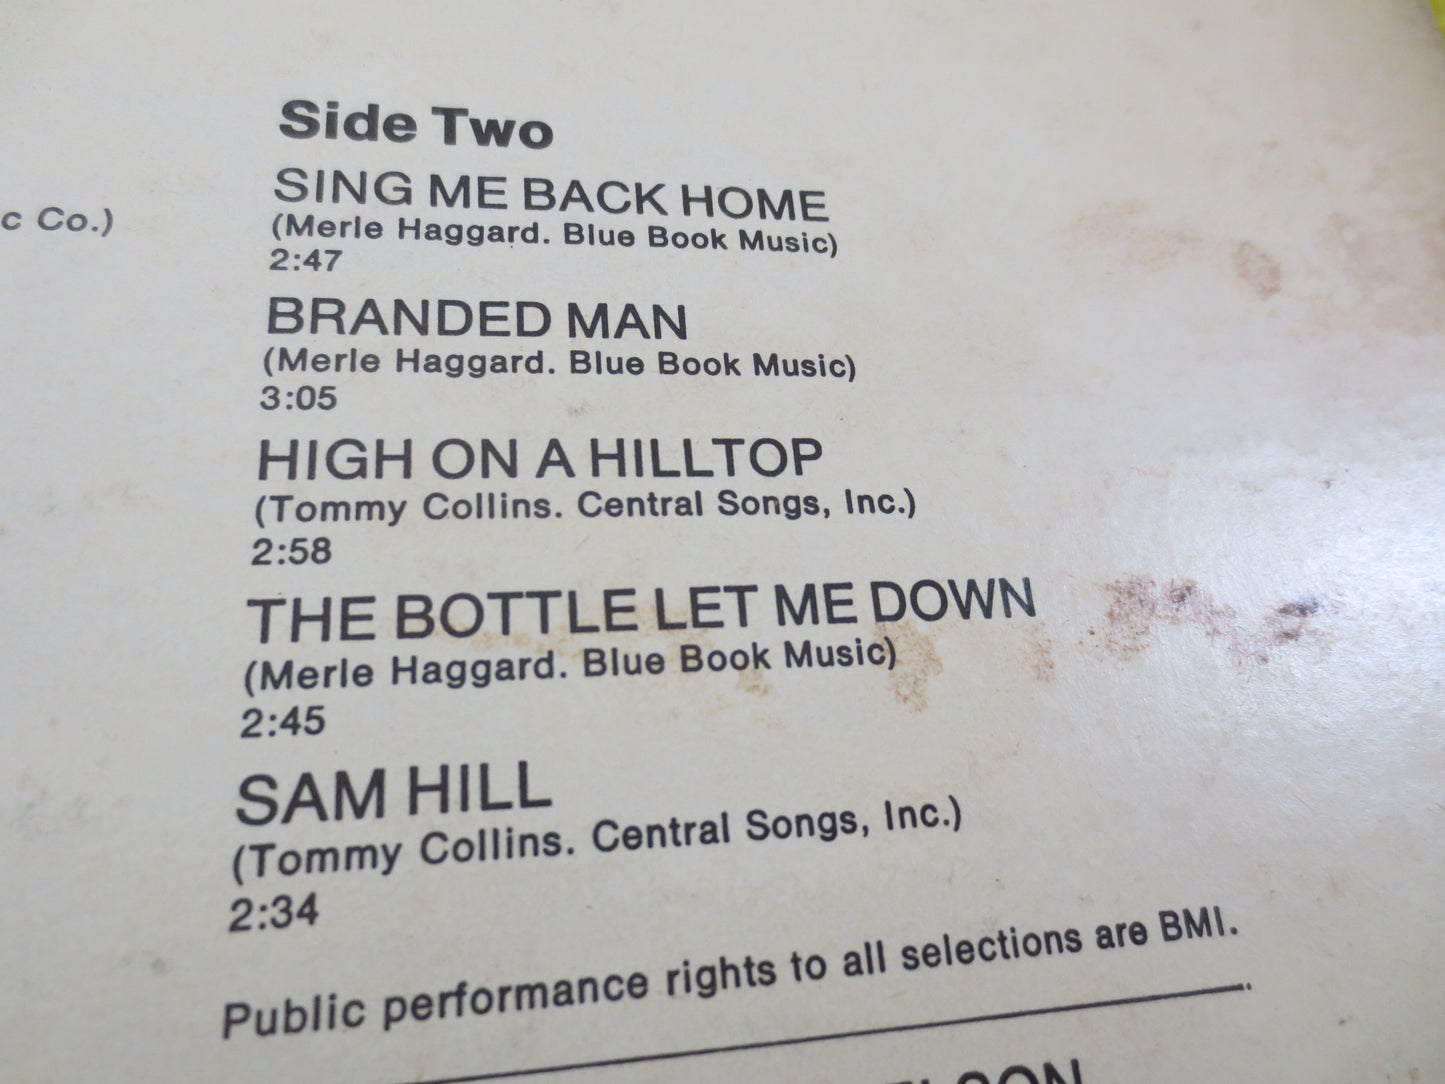 c Co.)
Side Two
SING ME BACK HOME
(Merle Haggard. Blue Book Music)
2:47
BRANDED MAN
(Merle Haggard. Blue Book Music)
3:05
HIGH ON A HILLTOP
(Tommy Collins. Central Songs, Inc.)
2:58
THE BOTTLE LET ME DOWN
(Merle Haggard. Blue Book Music)
2:45
SAM HILL
(Tommy Collins. Central Songs, Inc.)
2:34
Public performance rights to all selections are BMI.